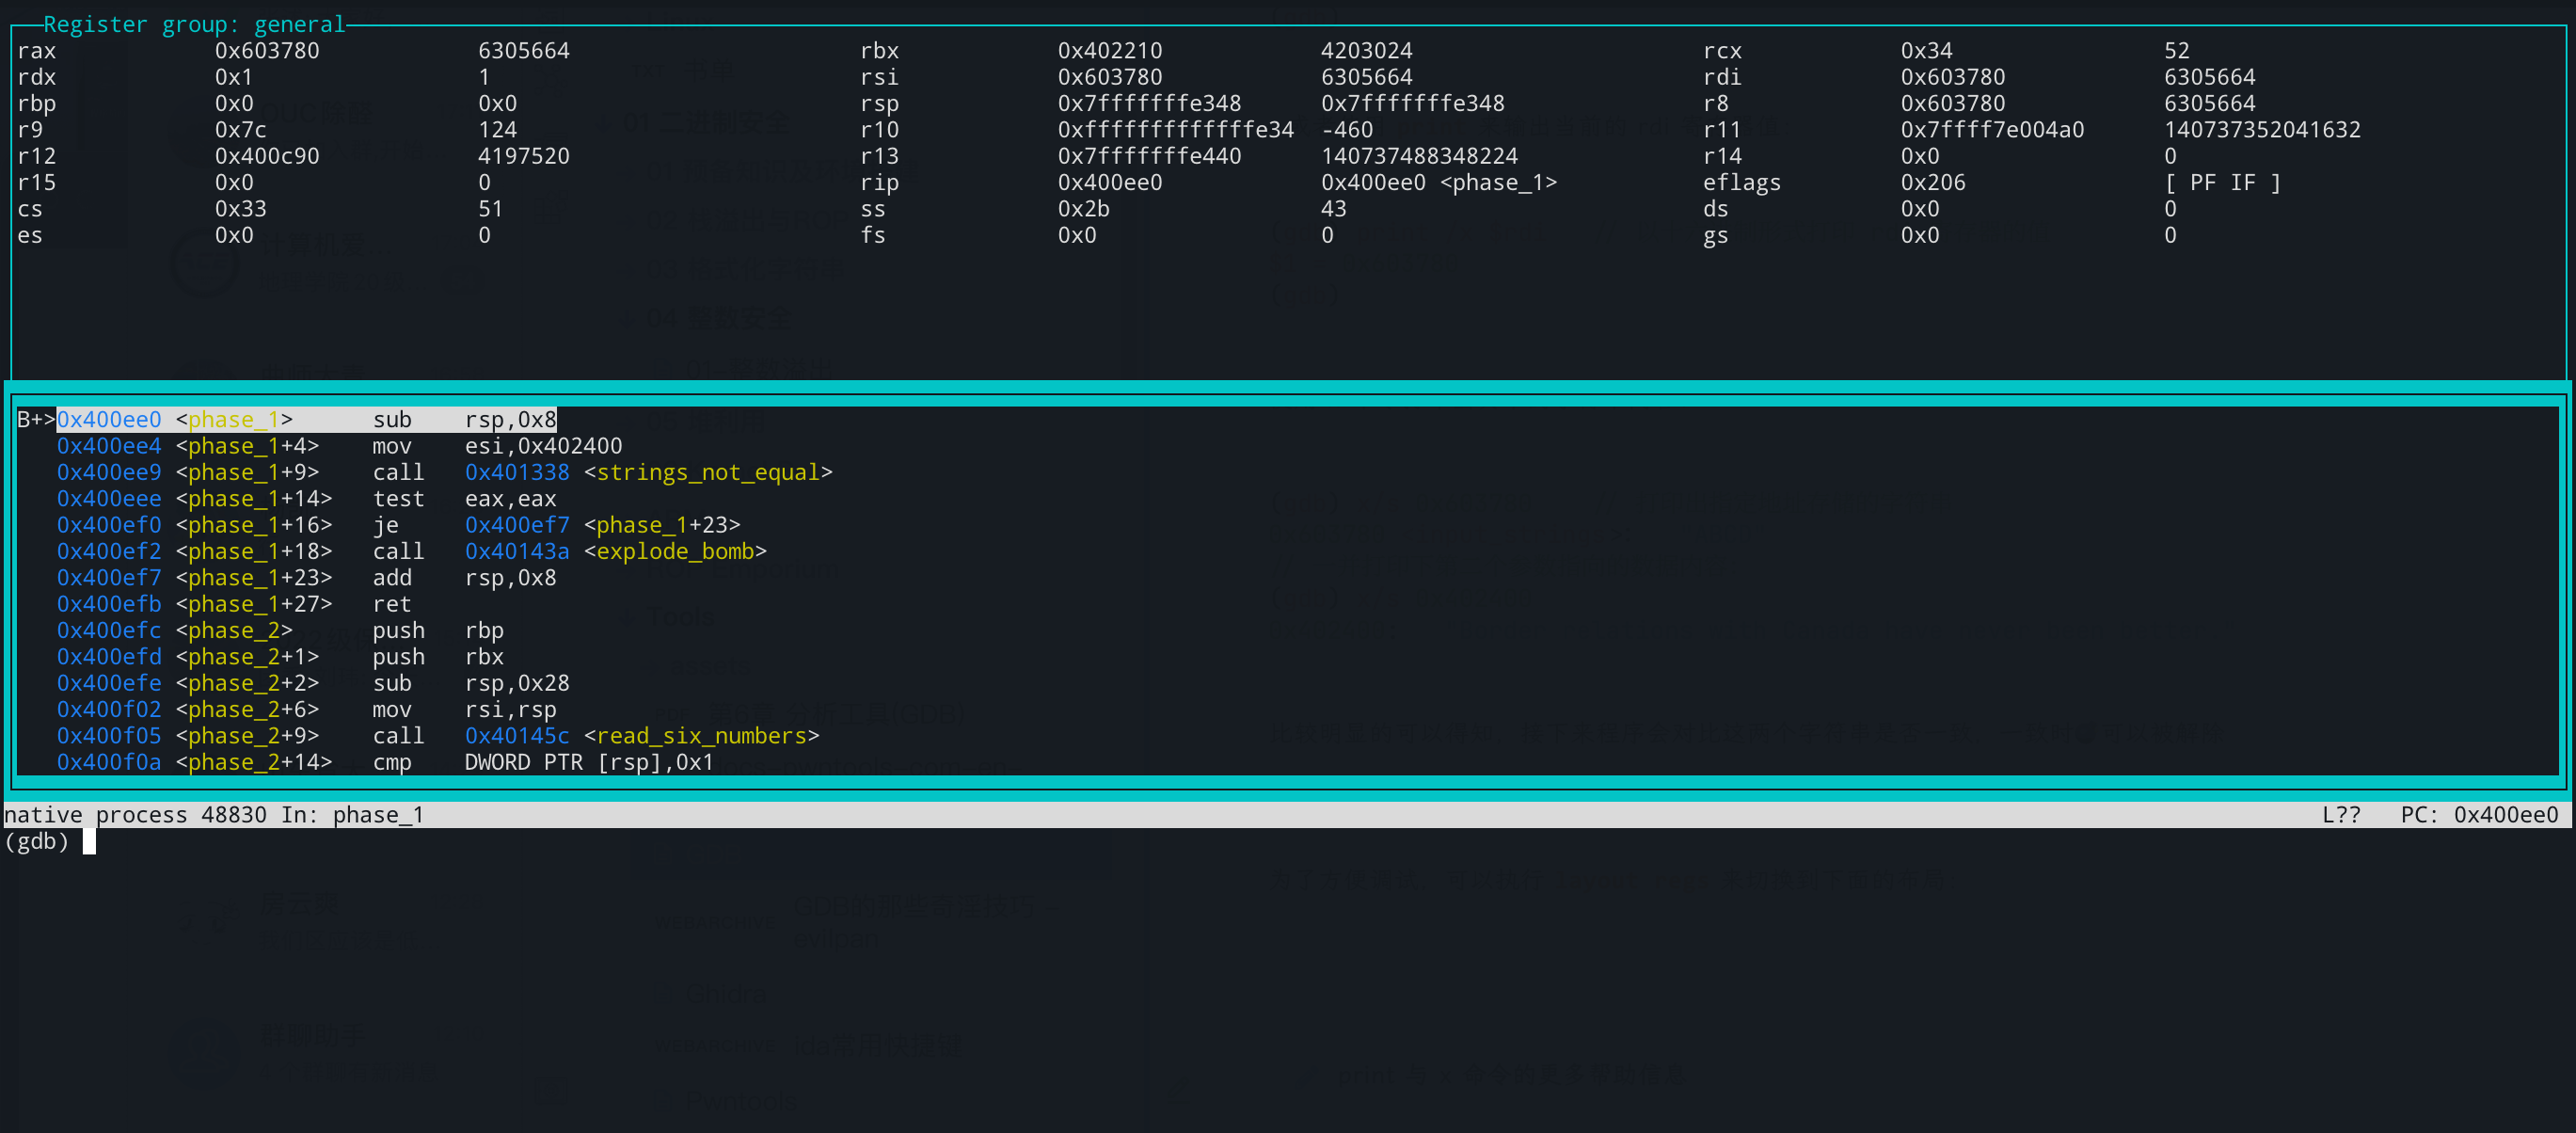 Register group: general
rax 0x603780 6305664 rbx 0x402210 4203024 rcx 0x34 52
rdx 0x1 1 rsi 0x603780 6305664 rdi 0x603780 6305664
rbp 0x0 0x0 rsp 0x7fffffffe348 0x7fffffffe348 r8 0x603780 6305664
r9 0x7c 124 r10 0xfffffffffffffe34 -460 r11 0x7ffff7e004a0 140737352041632
r12 0x400c90 4197520 r13 0x7fffffffe440 140737488348224 r14 0x0 0
r15 0x0 0 rip 0x400ee0 0x400ee0 <phase_1> eflags 0x206 [ PF IF ]
cs 0x33 51 ss 0x2b 43 ds 0x0 0
es 0x0 0 fs 0x0 0 gs 0x0 0
B+>0x400ee0 <phase_1> sub rsp,0x8
0x400ee4 <phase_1+4> mov esi,0x402400
0x400ee9 <phase_1+9> call 0x401338 <strings_not_equal>
0x400eee <phase_1+14> test eax,eax
0x400ef0 <phase_1+16> je 0x400ef7 <phase_1+23>
0x400ef2 <phase_1+18> call 0x40143a <explode_bomb>
0x400ef7 <phase_1+23> add rsp,0x8
0x400efb <phase_1+27> ret
0x400efc <phase_2> push rbp
0x400efd <phase_2+1> push rbx
0x400efe <phase_2+2> sub rsp,0x28
0x400f02 <phase_2+6> mov rsi,rsp
0x400f05 <phase_2+9> call 0x40145c <read_six_numbers>
0x400f0a <phase_2+14> cmp DWORD PTR [rsp],0x1
native process 48830 In: phase_1 L?? PC: 0x400ee0
(gdb)